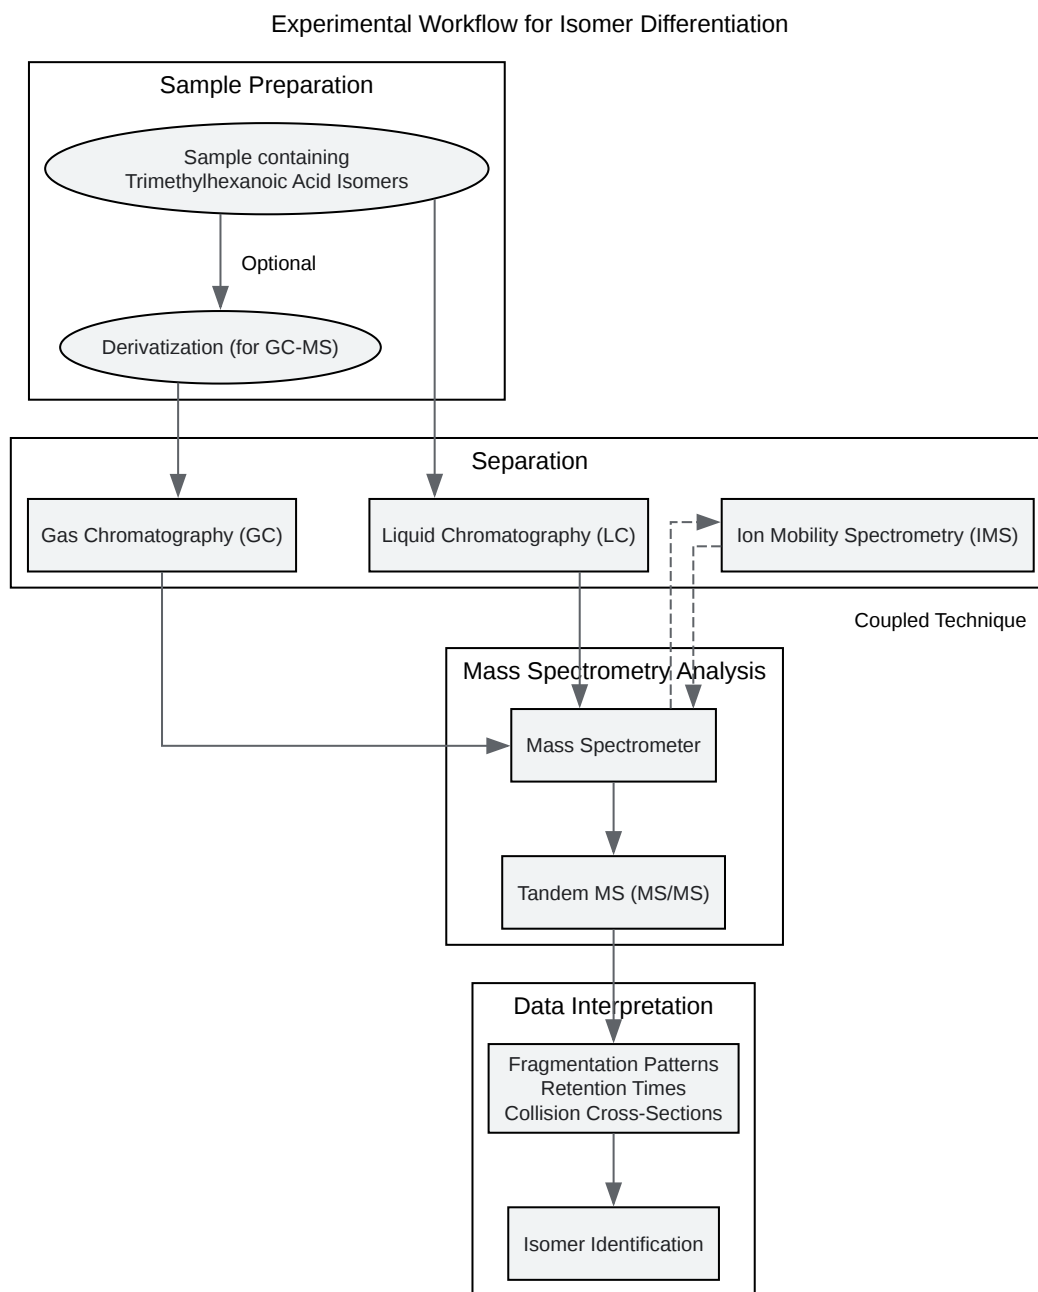 Experimental Workflow for Isomer Differentiation
Sample Preparation
Sample containing
Trimethylhexanoic Acid Isomers
Optional
Derivatization (for GC-MS)
Separation
Gas Chromatography (GC)
Liquid Chromatography (LC)
Ion Mobility Spectrometry (IMS)
Coupled Technique
Mass Spectrometry Analysis
Mass Spectrometer
Tandem MS (MS/MS)
Data Interpretation
Fragmentation Patterns
Retention Times
Collision Cross-Sections
Isomer Identification